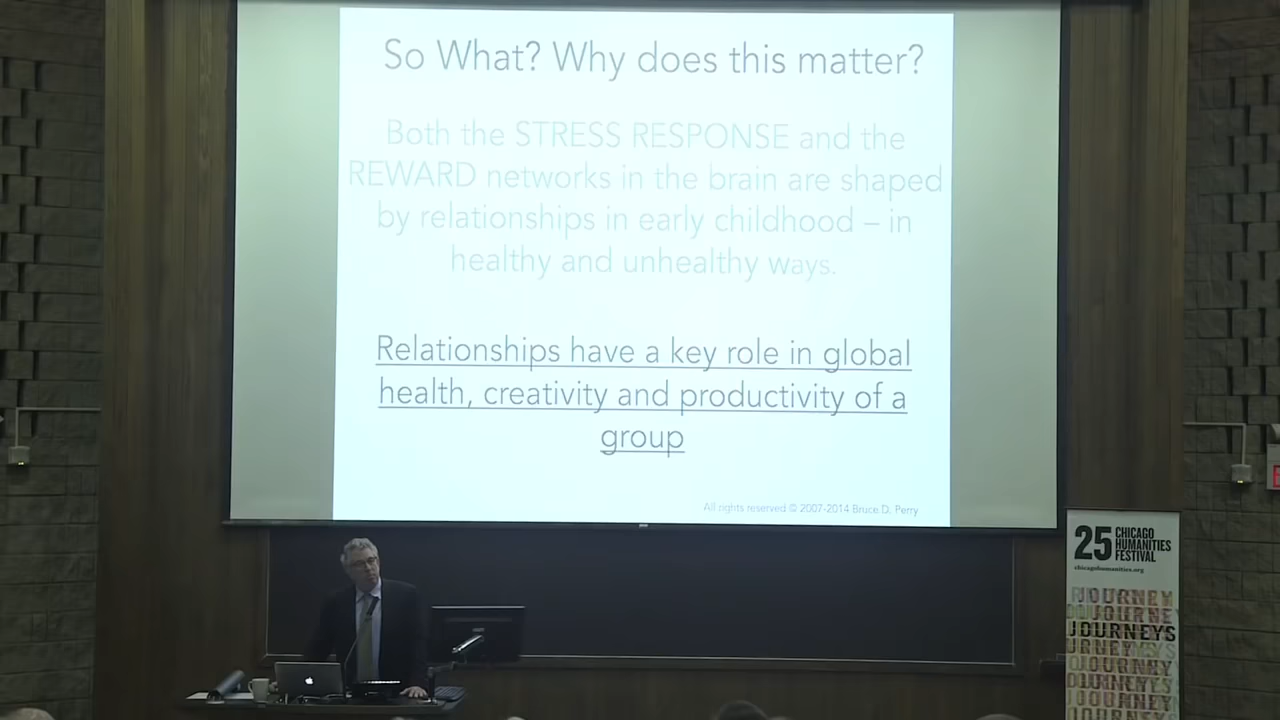 So What? Why does this matter?
Both the STRESS RESPONSE and the
REWARD networks in the brain are shaped
by relationships in early childhood – in
healthy and unhealthy ways.
Relationships have a key role in global
health, creativity and productivity of a
group
All rights reserved © 2007-2014 Bruce D. Perry
25 CHICAGO
HUMANITIES
FESTIVAL
chicagohumanities.org
JOURNEY
JOURNE
JOURNEYS
JOURNEY